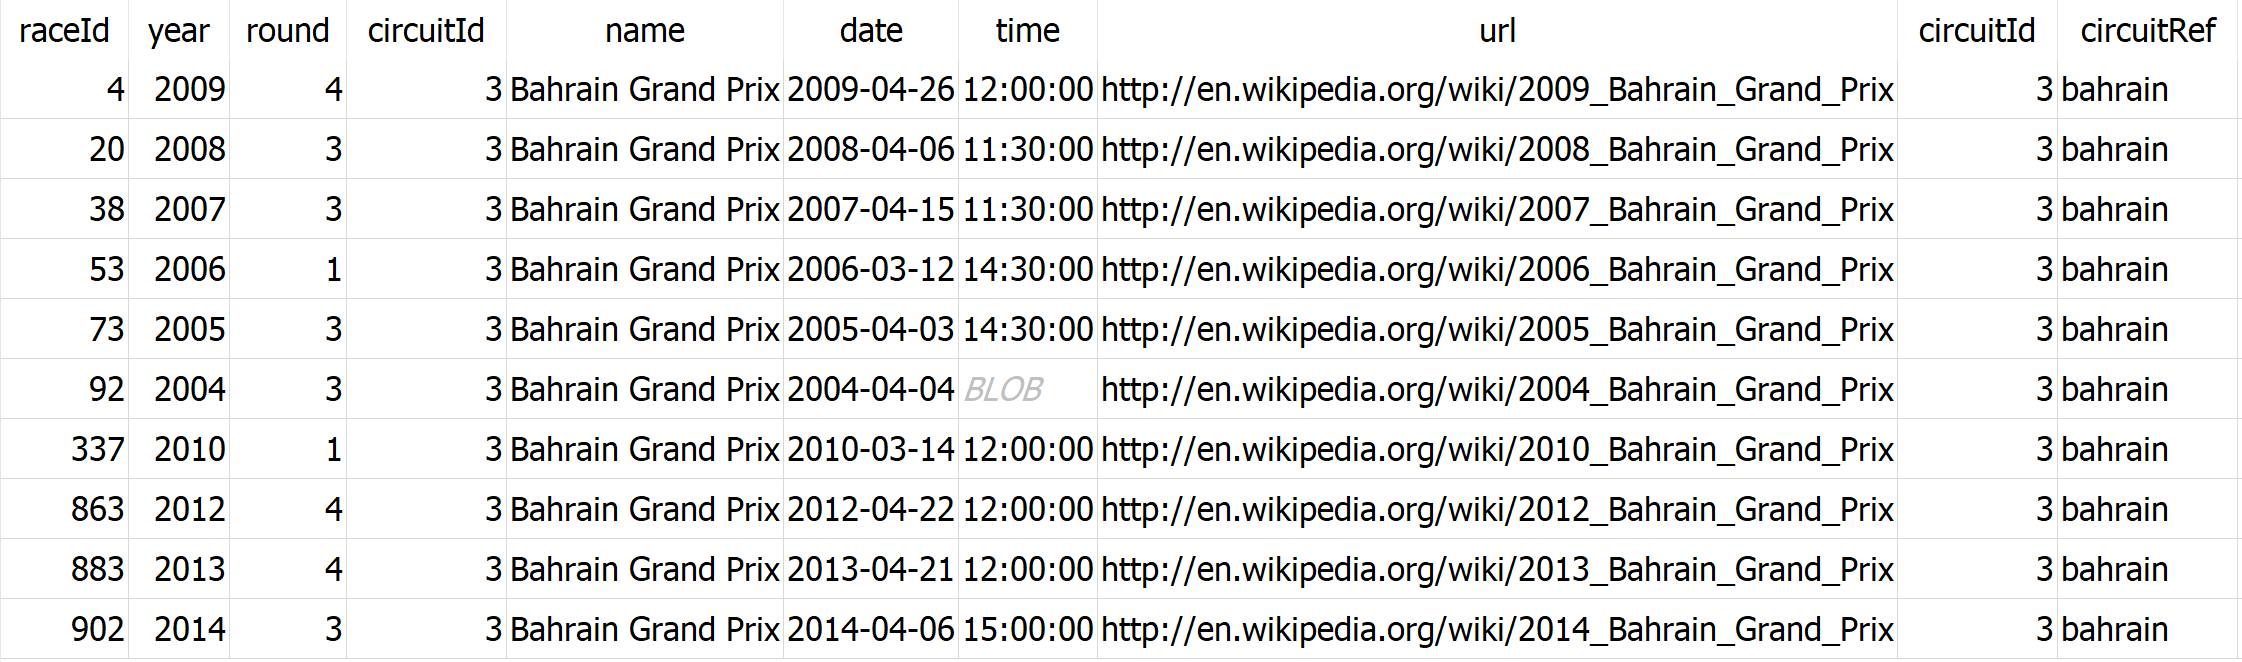 raceId year round circuitId name date time url circuitId circuitRef
4 2009 4 3 Bahrain Grand Prix 2009-04-26 12:00:00 http://en.wikipedia.org/wiki/2009_Bahrain_Grand_Prix 3 bahrain
20 2008 3 3 Bahrain Grand Prix 2008-04-06 11:30:00 http://en.wikipedia.org/wiki/2008_Bahrain_Grand_Prix 3 bahrain
38 2007 3 3 Bahrain Grand Prix 2007-04-15 11:30:00 http://en.wikipedia.org/wiki/2007_Bahrain_Grand_Prix 3 bahrain
53 2006 1 3 Bahrain Grand Prix 2006-03-12 14:30:00 http://en.wikipedia.org/wiki/2006_Bahrain_Grand_Prix 3 bahrain
73 2005 3 3 Bahrain Grand Prix 2005-04-03 14:30:00 http://en.wikipedia.org/wiki/2005_Bahrain_Grand_Prix 3 bahrain
92 2004 3 3 Bahrain Grand Prix 2004-04-04 BLOB http://en.wikipedia.org/wiki/2004_Bahrain_Grand_Prix 3 bahrain
337 2010 1 3 Bahrain Grand Prix 2010-03-14 12:00:00 http://en.wikipedia.org/wiki/2010_Bahrain_Grand_Prix 3 bahrain
863 2012 4 3 Bahrain Grand Prix 2012-04-22 12:00:00 http://en.wikipedia.org/wiki/2012_Bahrain_Grand_Prix 3 bahrain
883 2013 4 3 Bahrain Grand Prix 2013-04-21 12:00:00 http://en.wikipedia.org/wiki/2013_Bahrain_Grand_Prix 3 bahrain
902 2014 3 3 Bahrain Grand Prix 2014-04-06 15:00:00 http://en.wikipedia.org/wiki/2014_Bahrain_Grand_Prix 3 bahrain